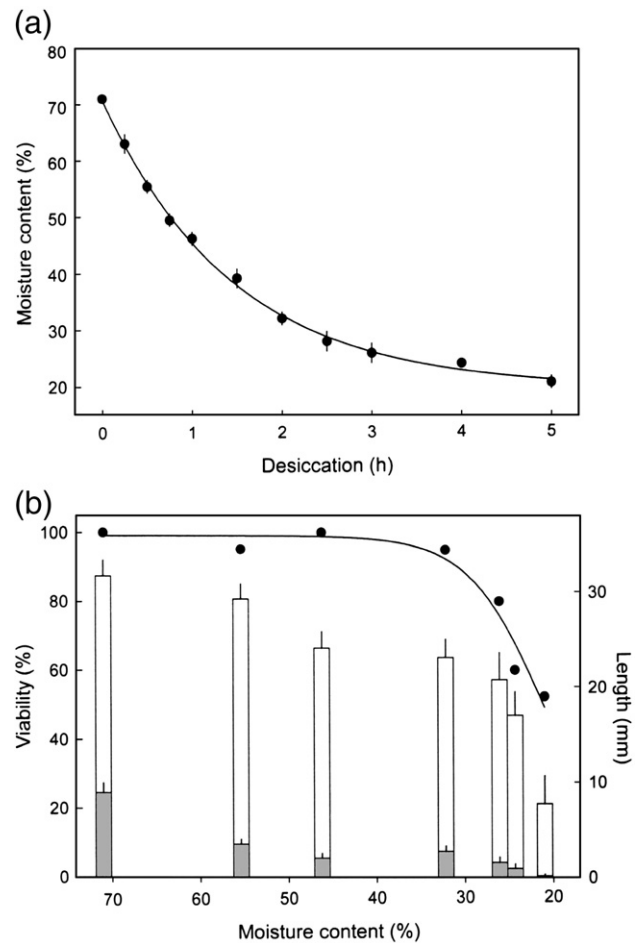 (a)
80
70
60
50
40
30
20
Moisture content (%)
0 1 2 3 4 5
Desiccation (h)
(b)
100
80
60
40
20
0
Viability (%)
30
20
10
0
Length (mm)
70 60 50 40 30 20
Moisture content (%)